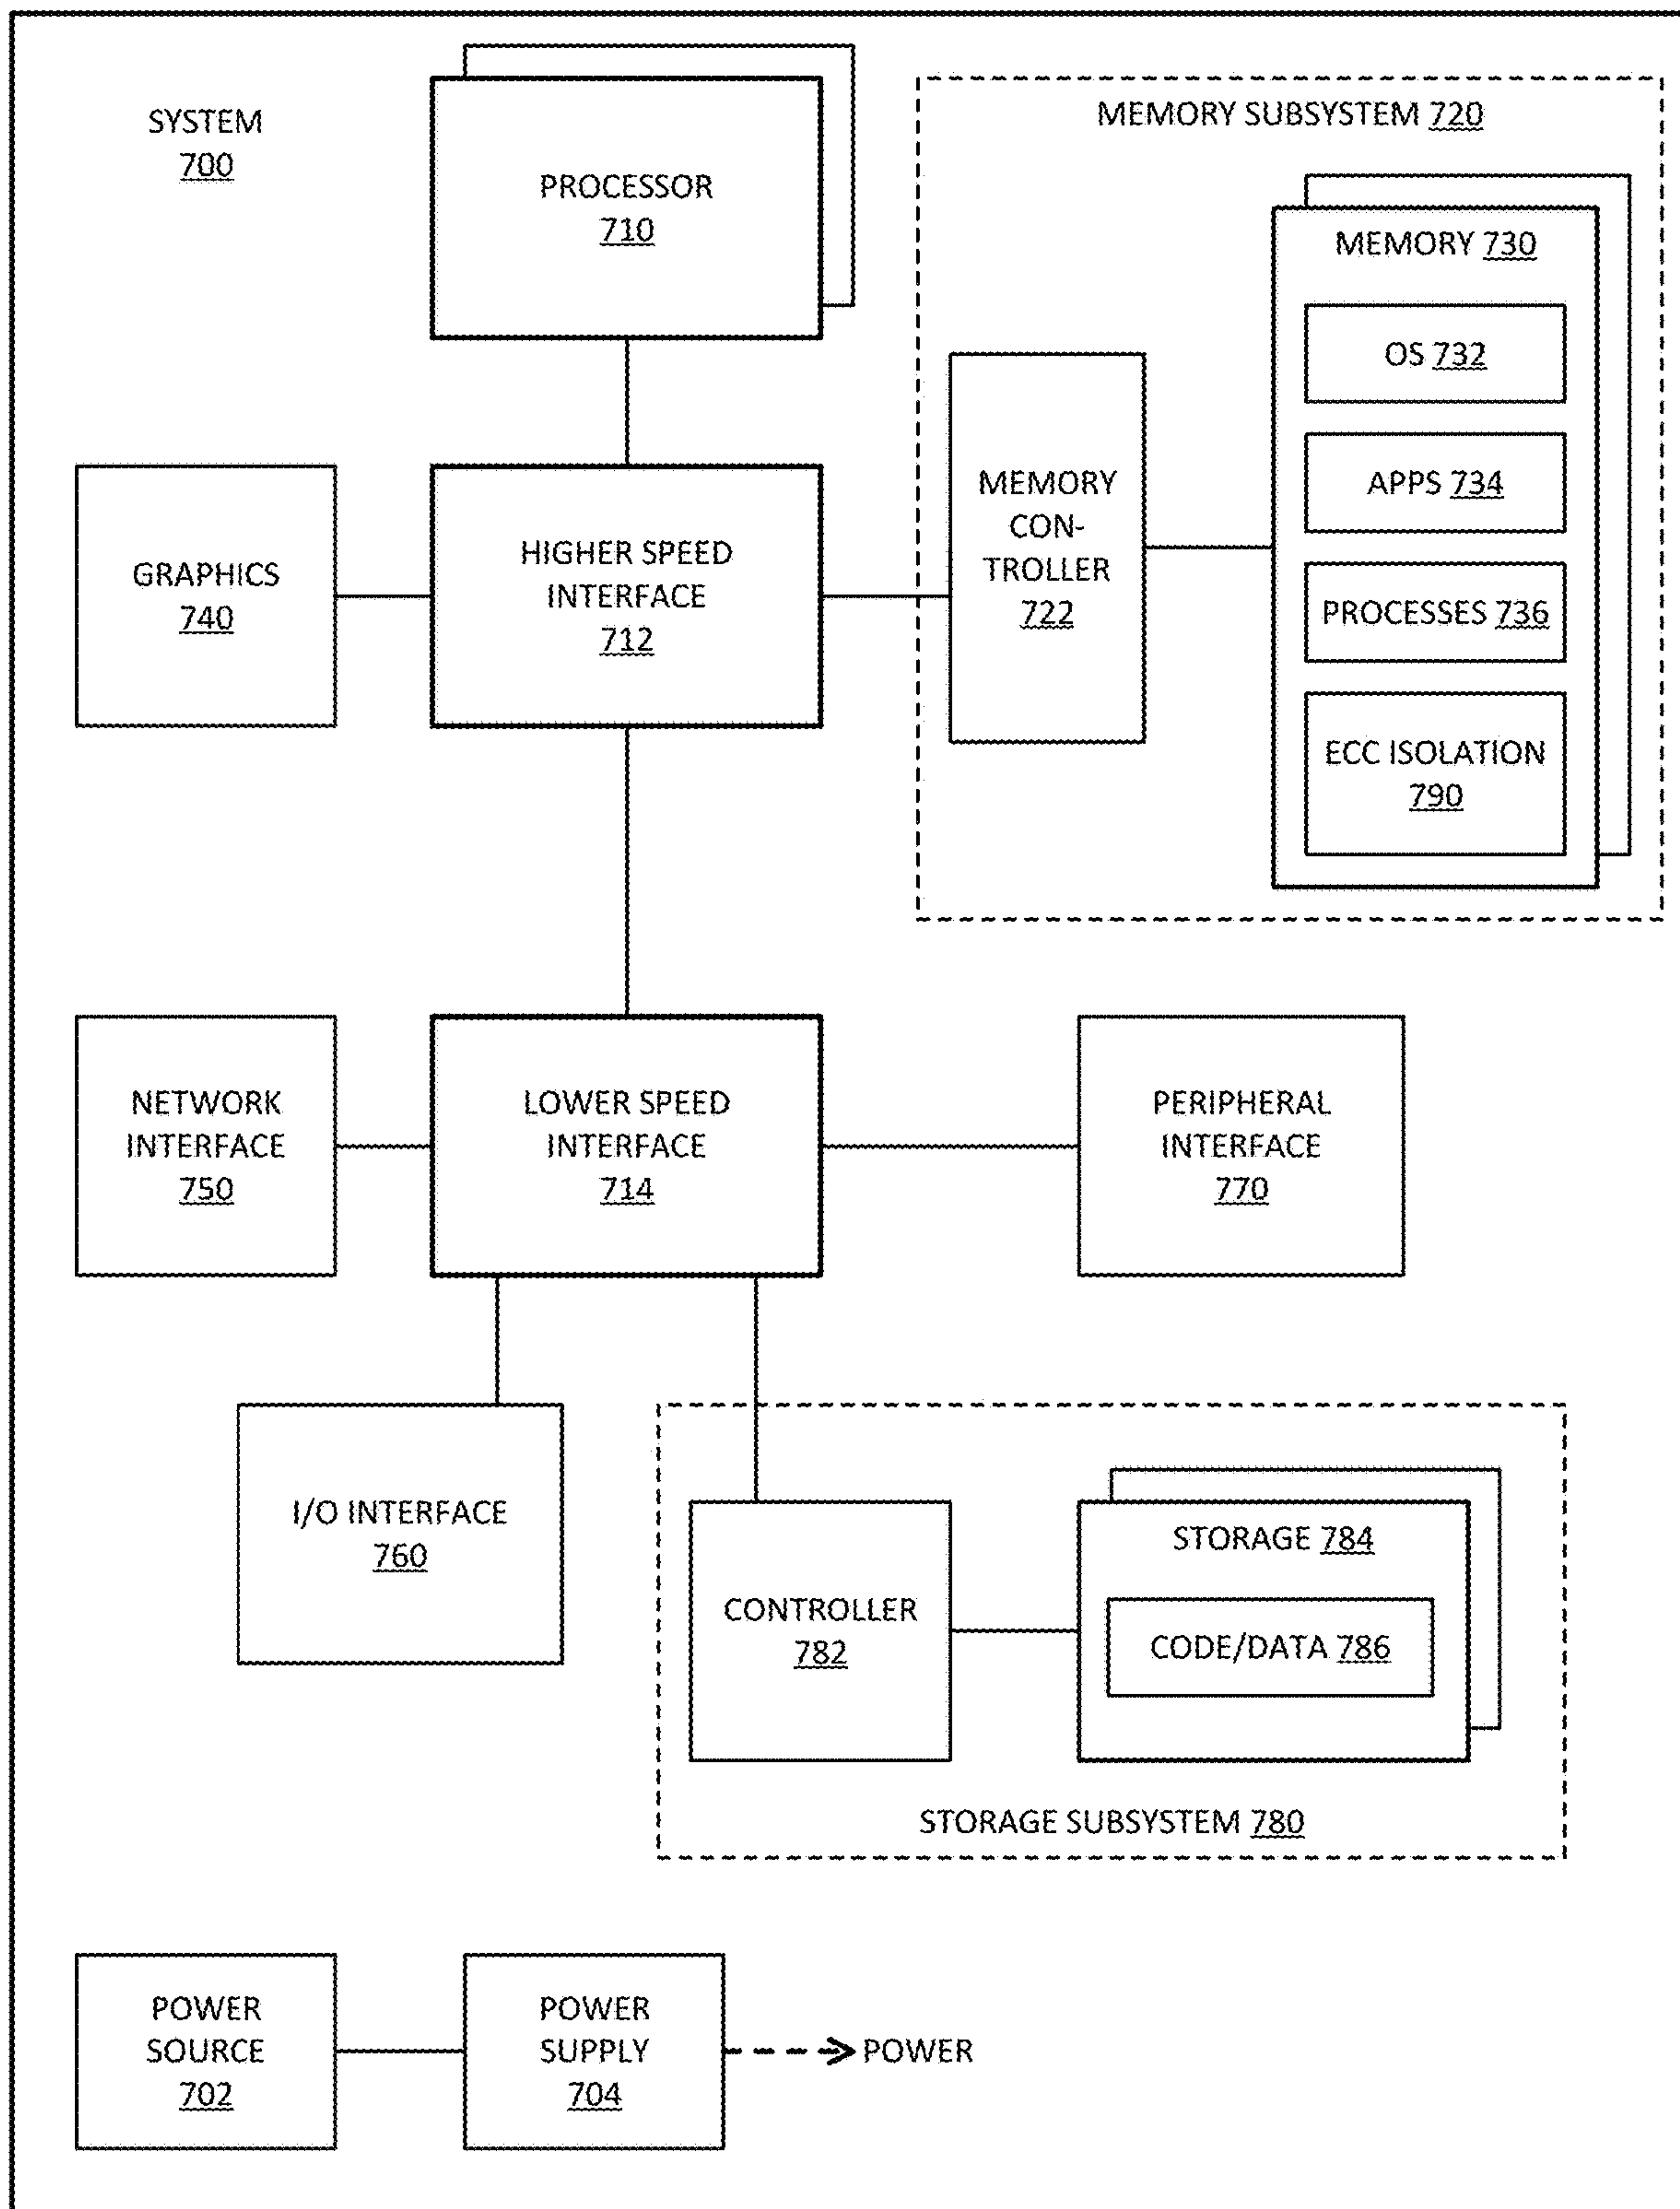 SYSTEM
700
PROCESSOR
710
MEMORY SUBSYSTEM 720
MEMORY 730
OS 732
APPS 734
PROCESSES 736
ECC ISOLATION
790
MEMORY
CON-
TROLLER
722
GRAPHICS
740
HIGHER SPEED
INTERFACE
712
NETWORK
INTERFACE
750
LOWER SPEED
INTERFACE
714
PERIPHERAL
INTERFACE
770
I/O INTERFACE
760
CONTROLLER
782
STORAGE 784
CODE/DATA 786
STORAGE SUBSYSTEM 780
POWER
SOURCE
702
POWER
SUPPLY
704
POWER